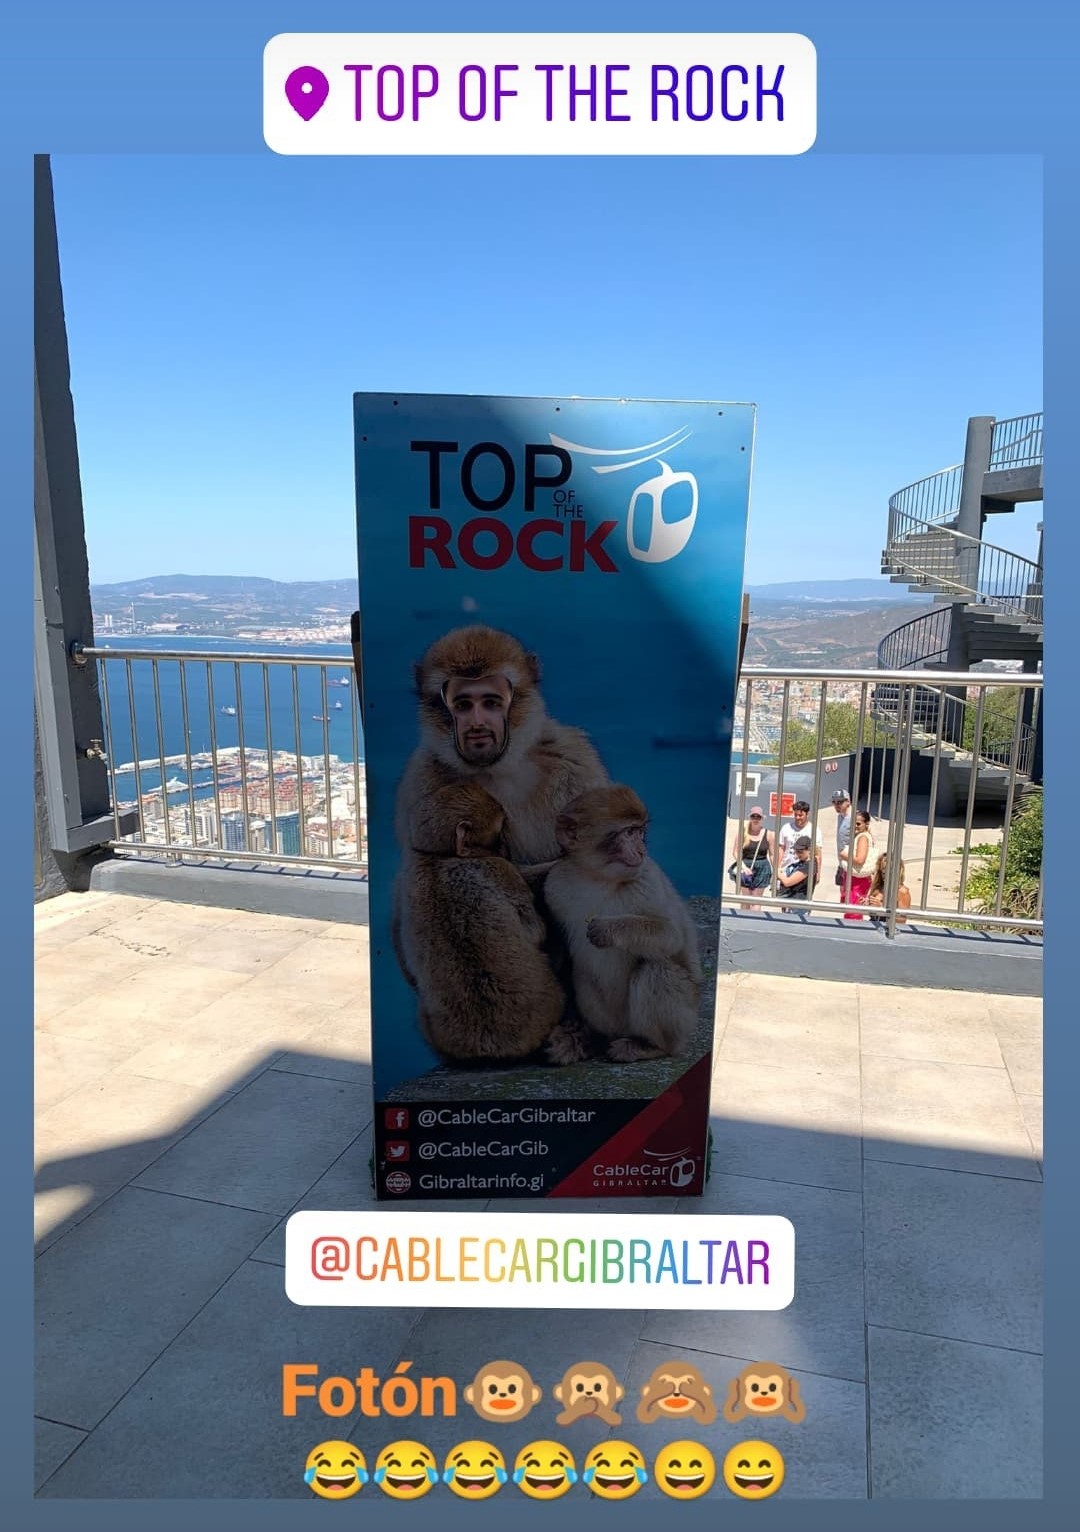 TOP OF THE ROCK
TOP
OF
THE
ROCK
@CableCarGibraltar
@CableCarGib
Gibraltarinfo.gi
CableCar
GIBRALTAR
@CABLECARGIBRALTAR
Fotón🐵🙊🙈🙉
😂😂😂😂😂😄😄